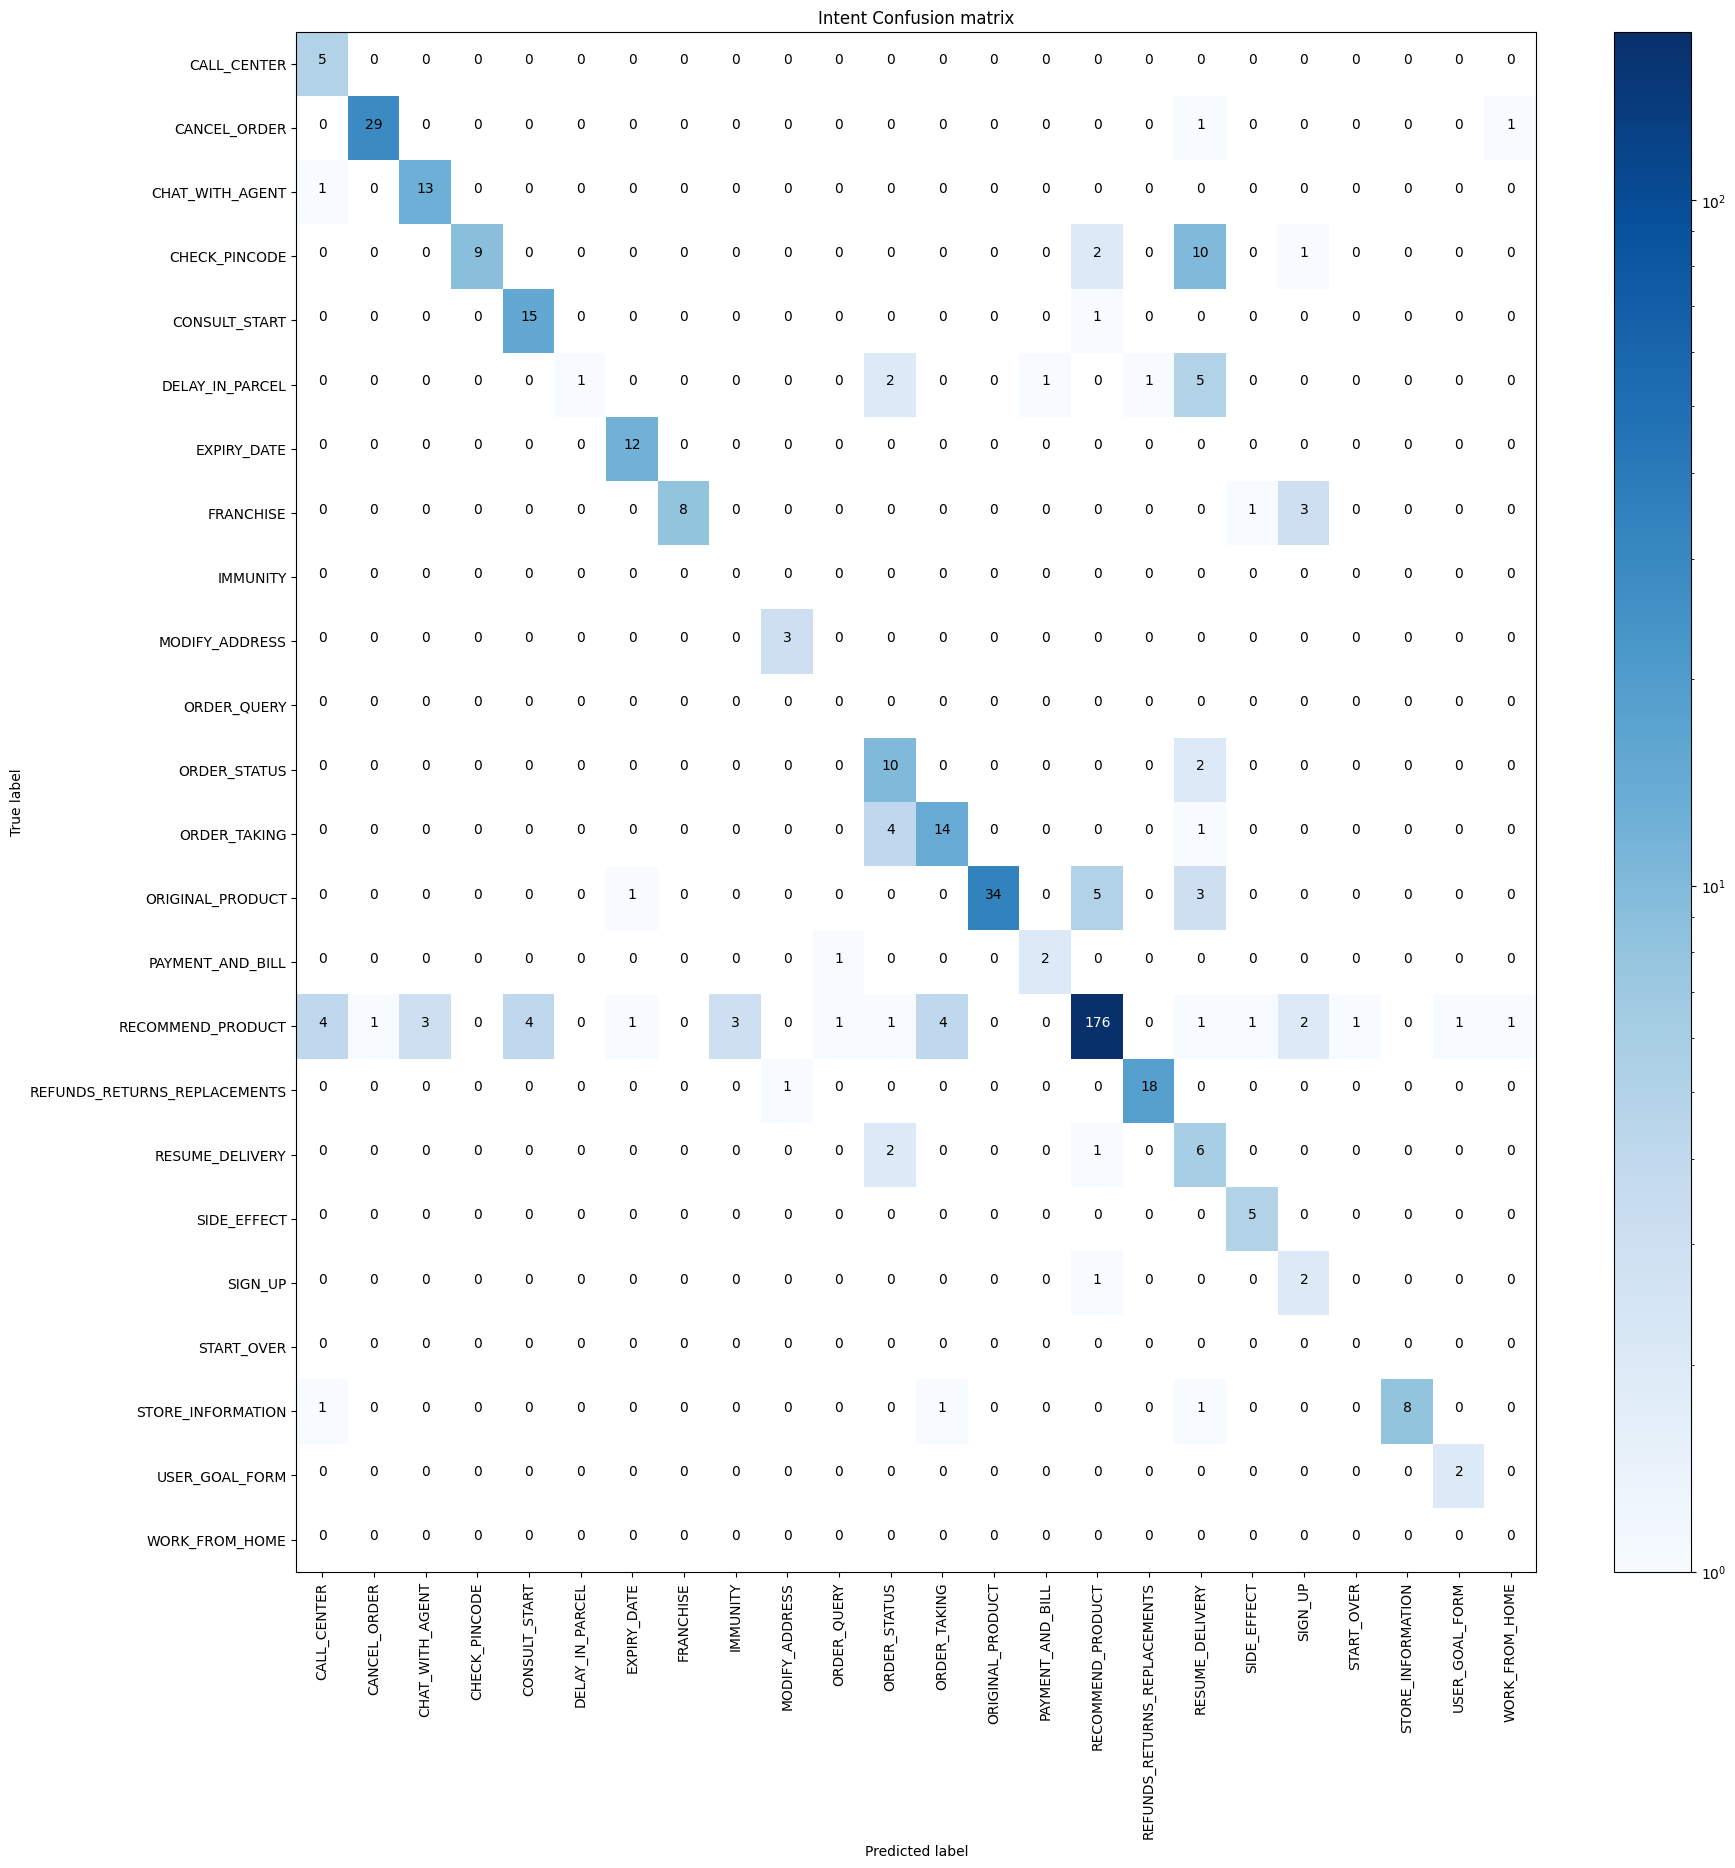 Intent Confusion matrix
CALL_CENTER 5 0 0 0 0 0 0 0 0 0 0 0 0 0 0 0 0 0 0 0 0 0 0 0
CANCEL_ORDER 0 29 0 0 0 0 0 0 0 0 0 0 0 0 0 0 0 1 0 0 0 0 0 1
CHAT_WITH_AGENT 1 0 13 0 0 0 0 0 0 0 0 0 0 0 0 0 0 0 0 0 0 0 0 0
CHECK_PINCODE 0 0 0 9 0 0 0 0 0 0 0 0 0 0 0 2 0 10 0 1 0 0 0 0
CONSULT_START 0 0 0 0 15 0 0 0 0 0 0 0 0 0 0 1 0 0 0 0 0 0 0 0
DELAY_IN_PARCEL 0 0 0 0 0 1 0 0 0 0 0 2 0 0 1 0 1 5 0 0 0 0 0 0
EXPIRY_DATE 0 0 0 0 0 0 12 0 0 0 0 0 0 0 0 0 0 0 0 0 0 0 0 0
FRANCHISE 0 0 0 0 0 0 0 8 0 0 0 0 0 0 0 0 0 0 1 3 0 0 0 0
IMMUNITY 0 0 0 0 0 0 0 0 0 0 0 0 0 0 0 0 0 0 0 0 0 0 0 0
MODIFY_ADDRESS 0 0 0 0 0 0 0 0 0 3 0 0 0 0 0 0 0 0 0 0 0 0 0 0
ORDER_QUERY 0 0 0 0 0 0 0 0 0 0 0 0 0 0 0 0 0 0 0 0 0 0 0 0
ORDER_STATUS 0 0 0 0 0 0 0 0 0 0 0 10 0 0 0 0 0 2 0 0 0 0 0 0
ORDER_TAKING 0 0 0 0 0 0 0 0 0 0 0 4 14 0 0 0 0 1 0 0 0 0 0 0
ORIGINAL_PRODUCT 0 0 0 0 0 0 1 0 0 0 0 0 0 34 0 5 0 3 0 0 0 0 0 0
PAYMENT_AND_BILL 0 0 0 0 0 0 0 0 0 0 1 0 0 0 2 0 0 0 0 0 0 0 0 0
RECOMMEND_PRODUCT 4 1 3 0 4 0 1 0 3 0 1 1 4 0 0 176 0 1 1 2 1 0 1 1
REFUNDS_RETURNS_REPLACEMENTS 0 0 0 0 0 0 0 0 0 1 0 0 0 0 0 0 18 0 0 0 0 0 0 0
RESUME_DELIVERY 0 0 0 0 0 0 0 0 0 0 0 2 0 0 0 1 0 6 0 0 0 0 0 0
SIDE_EFFECT 0 0 0 0 0 0 0 0 0 0 0 0 0 0 0 0 0 0 5 0 0 0 0 0
SIGN_UP 0 0 0 0 0 0 0 0 0 0 0 0 0 0 0 1 0 0 0 2 0 0 0 0
START_OVER 0 0 0 0 0 0 0 0 0 0 0 0 0 0 0 0 0 0 0 0 0 0 0 0
STORE_INFORMATION 1 0 0 0 0 0 0 0 0 0 0 0 1 0 0 0 0 1 0 0 0 8 0 0
USER_GOAL_FORM 0 0 0 0 0 0 0 0 0 0 0 0 0 0 0 0 0 0 0 0 0 0 2 0
WORK_FROM_HOME 0 0 0 0 0 0 0 0 0 0 0 0 0 0 0 0 0 0 0 0 0 0 0 0
True label
CALL_CENTER
CANCEL_ORDER
CHAT_WITH_AGENT
CHECK_PINCODE
CONSULT_START
DELAY_IN_PARCEL
EXPIRY_DATE
FRANCHISE
IMMUNITY
MODIFY_ADDRESS
ORDER_QUERY
ORDER_STATUS
ORDER_TAKING
ORIGINAL_PRODUCT
PAYMENT_AND_BILL
RECOMMEND_PRODUCT
REFUNDS_RETURNS_REPLACEMENTS
RESUME_DELIVERY
SIDE_EFFECT
SIGN_UP
START_OVER
STORE_INFORMATION
USER_GOAL_FORM
WORK_FROM_HOME
Predicted label
10²
10¹
10⁰